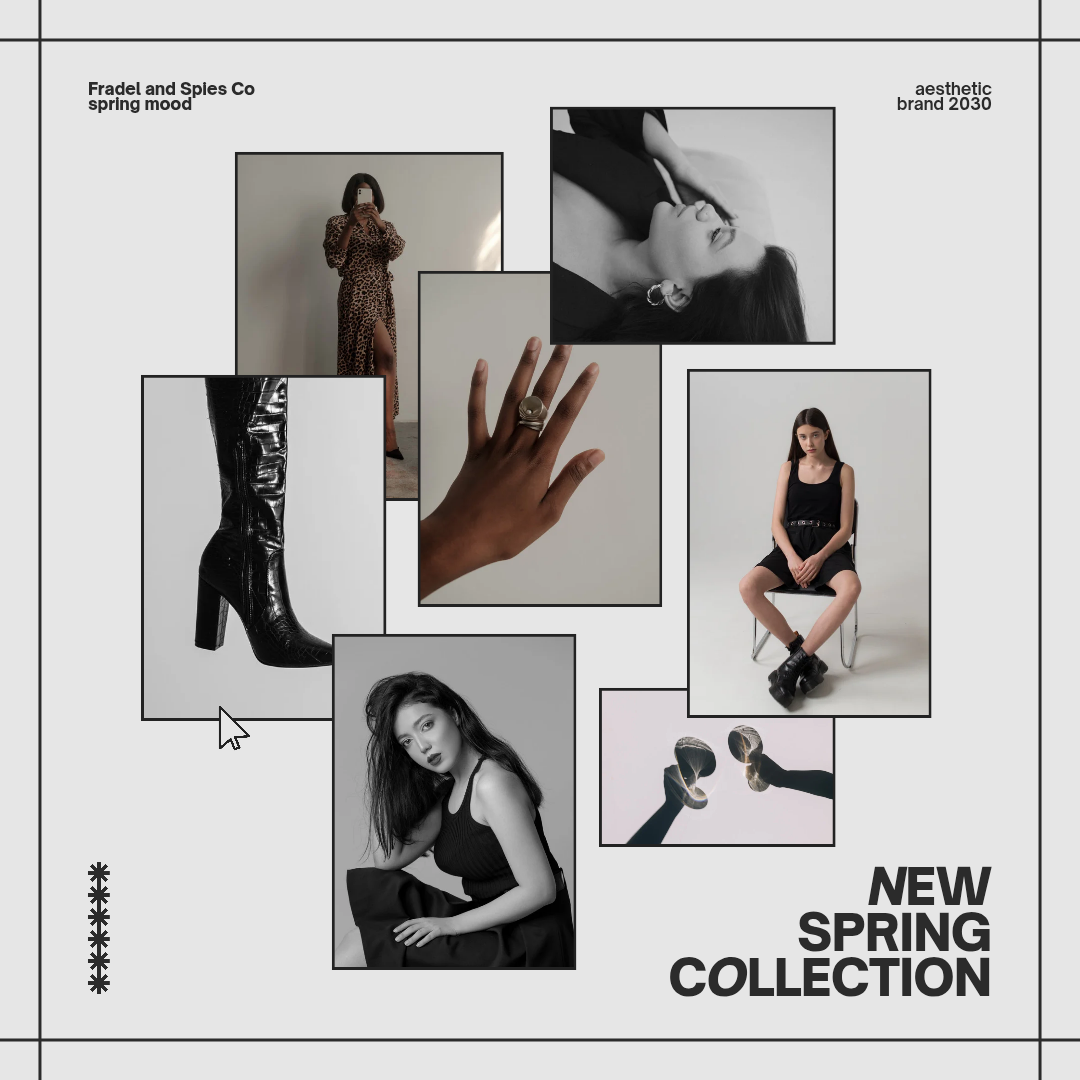 Fradel and Spies Co
spring mood
aesthetic
brand 2030
NEW
SPRING
COLLECTION